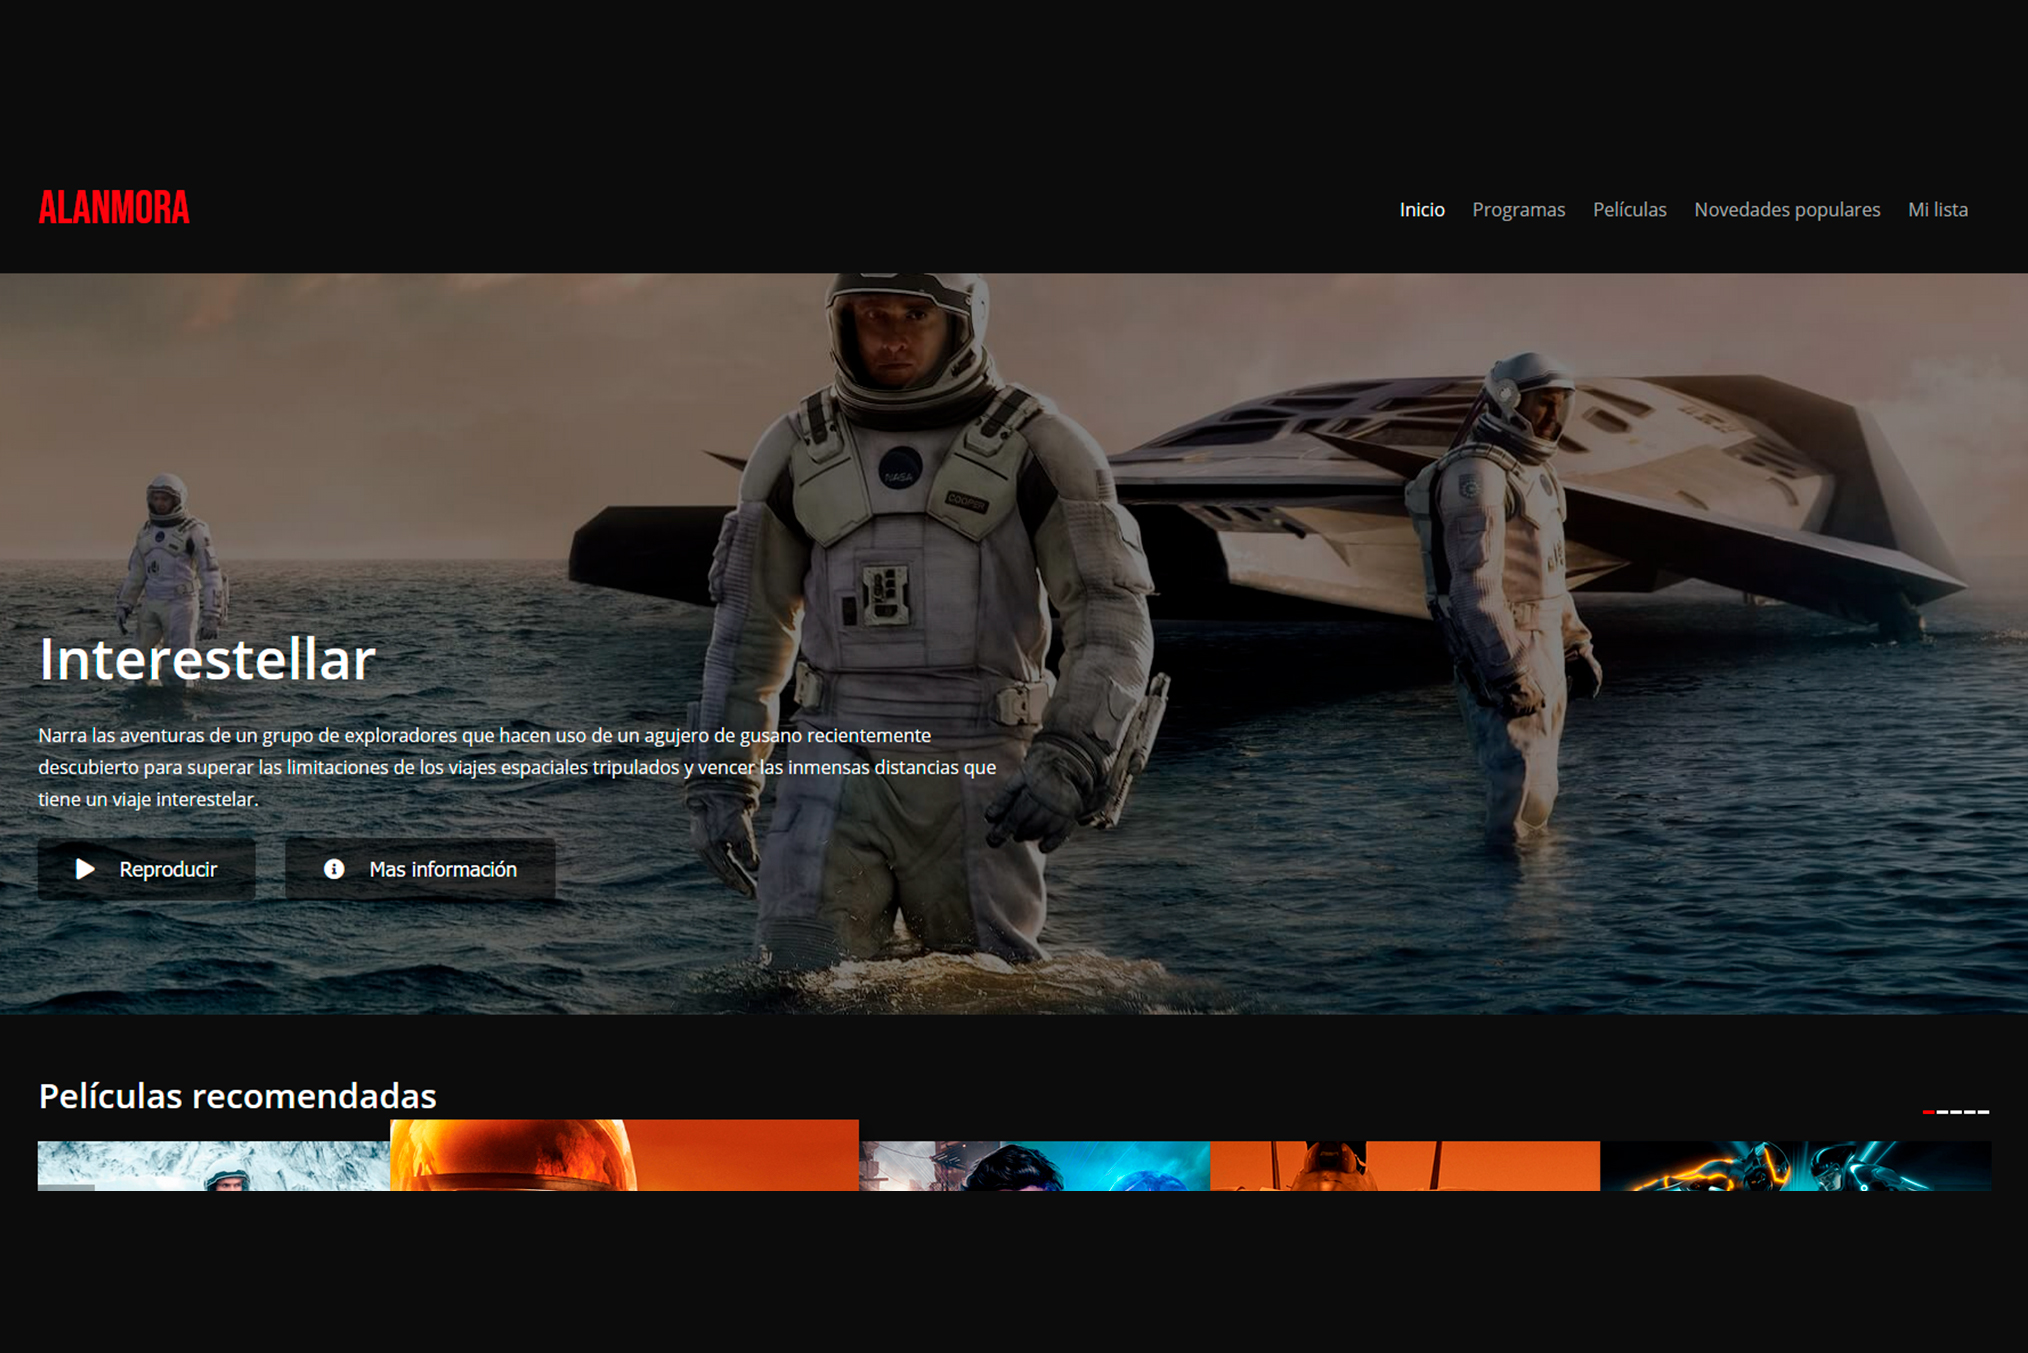 ALANMORA
Inicio Programas Películas Novedades populares Mi lista
NASA
COOPER
Interestellar
Narra las aventuras de un grupo de exploradores que hacen uso de un agujero de gusano recientemente
descubierto para superar las limitaciones de los viajes espaciales tripulados y vencer las inmensas distancias que
tiene un viaje interestelar.
Reproducir Mas información
Películas recomendadas